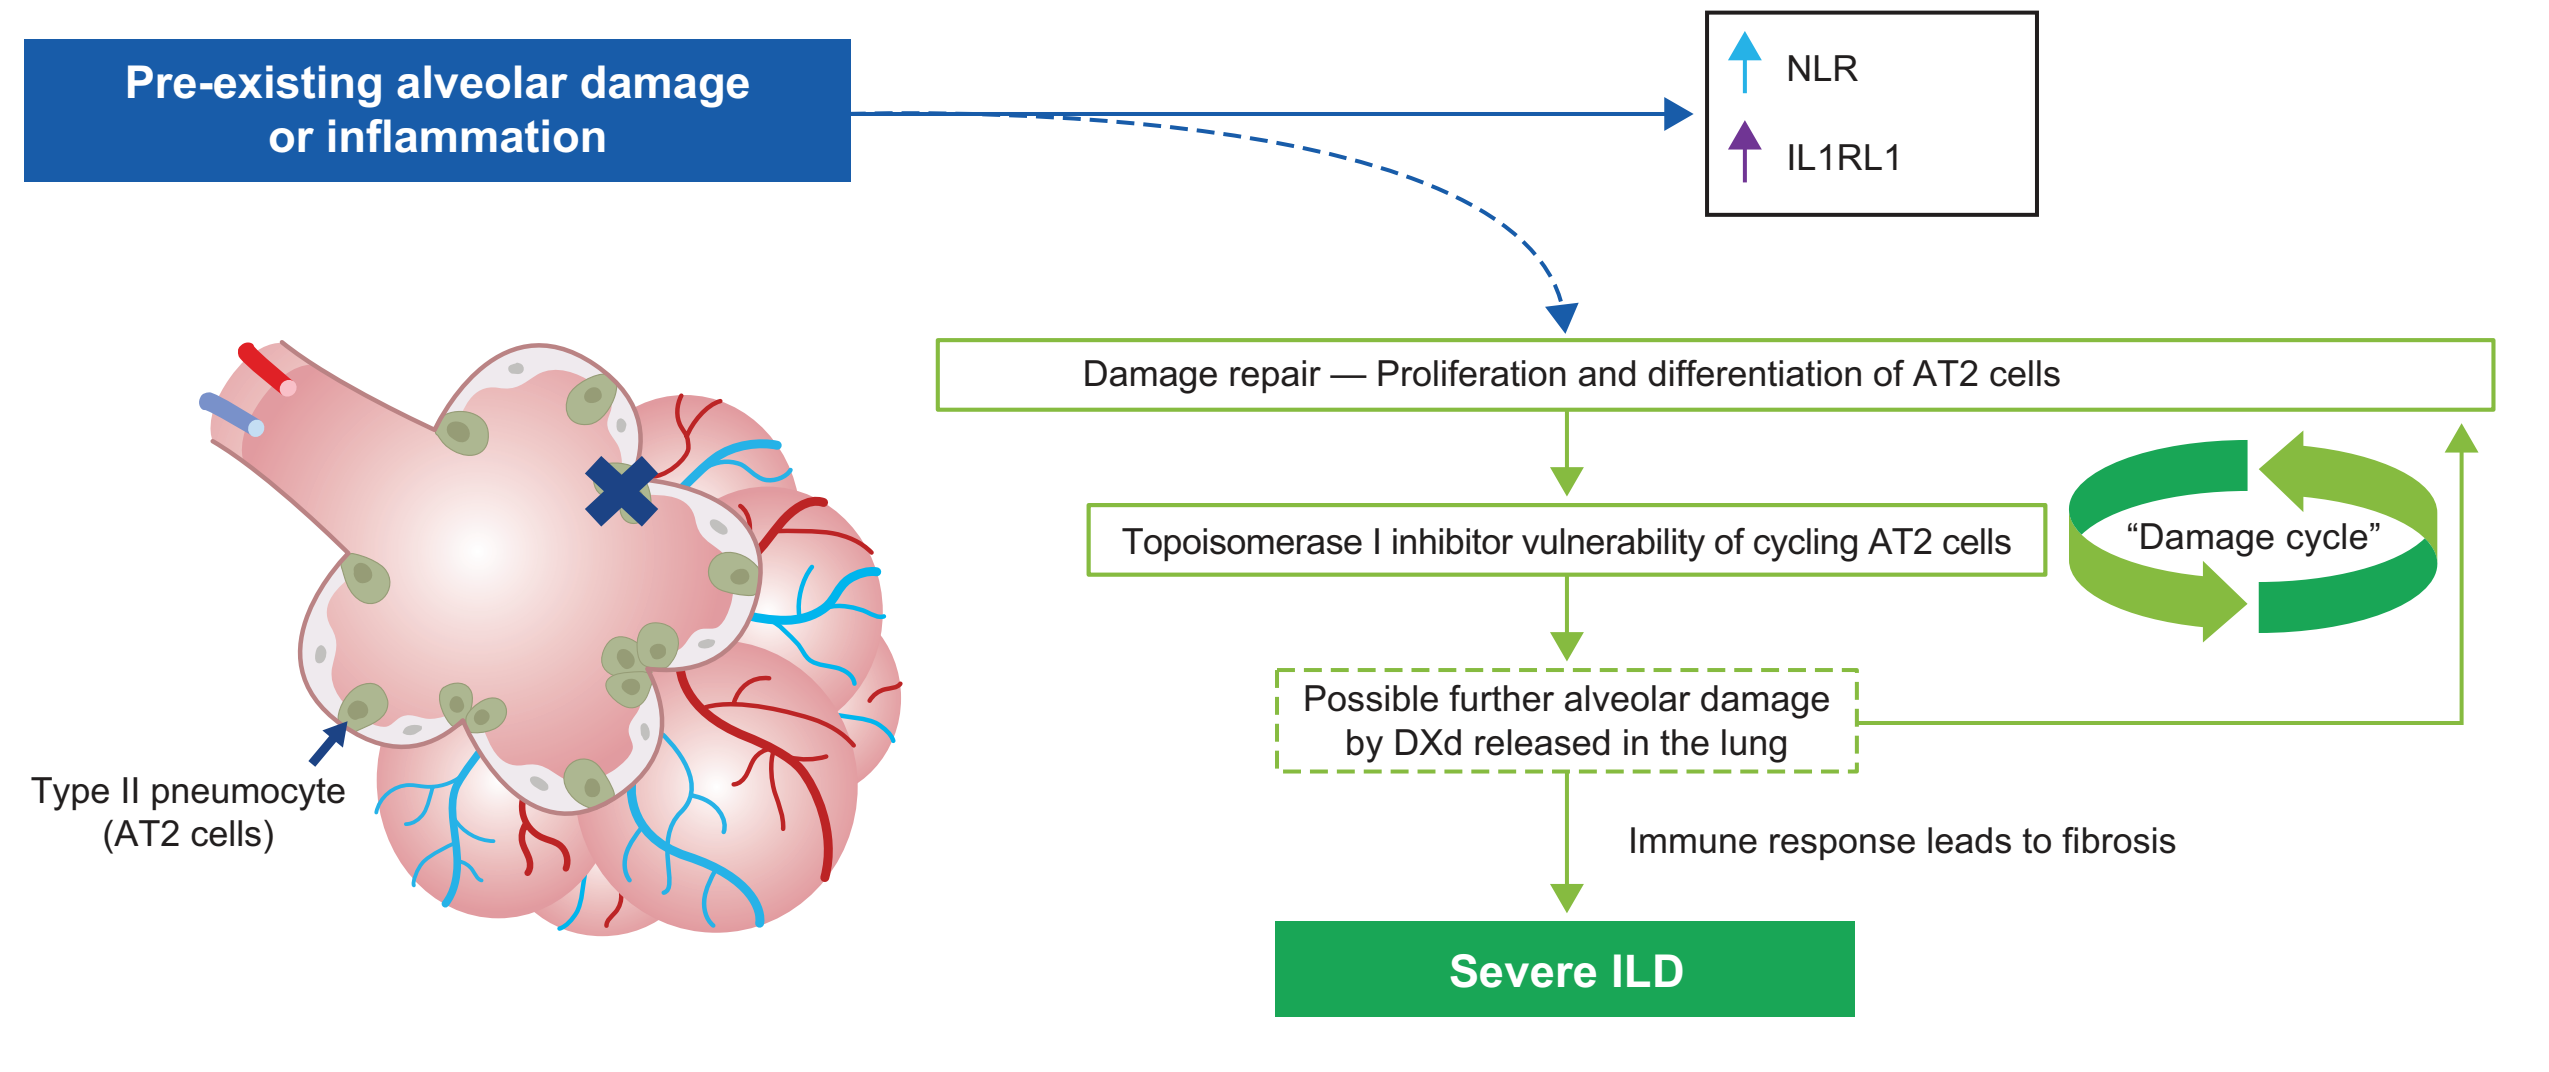 Pre-existing alveolar damage
or inflammation
NLR
IL1RL1
Damage repair — Proliferation and differentiation of AT2 cells
Topoisomerase I inhibitor vulnerability of cycling AT2 cells
“Damage cycle”
Possible further alveolar damage
by DXd released in the lung
Type II pneumocyte
(AT2 cells)
Immune response leads to fibrosis
Severe ILD